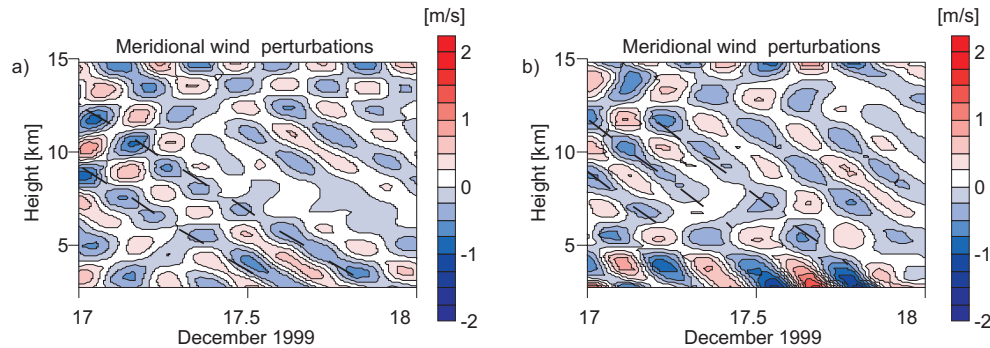 [m/s]
Meridional wind perturbations
a)
15
10
5
Height [km]
17
17.5
18
December 1999
2
1
0
-1
-2
[m/s]
Meridional wind perturbations
b)
15
10
5
Height [km]
17
17.5
18
December 1999
2
1
0
-1
-2